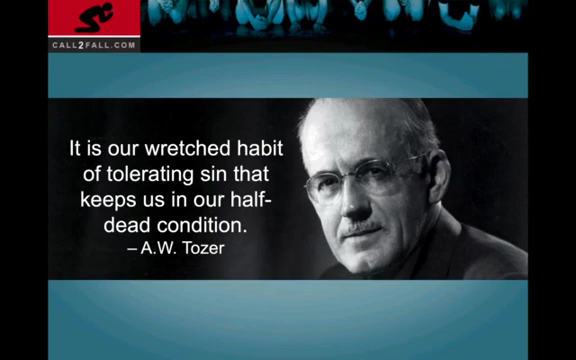 CALL2FALL.COM
It is our wretched habit
of tolerating sin that
keeps us in our half-
dead condition.
– A.W. Tozer